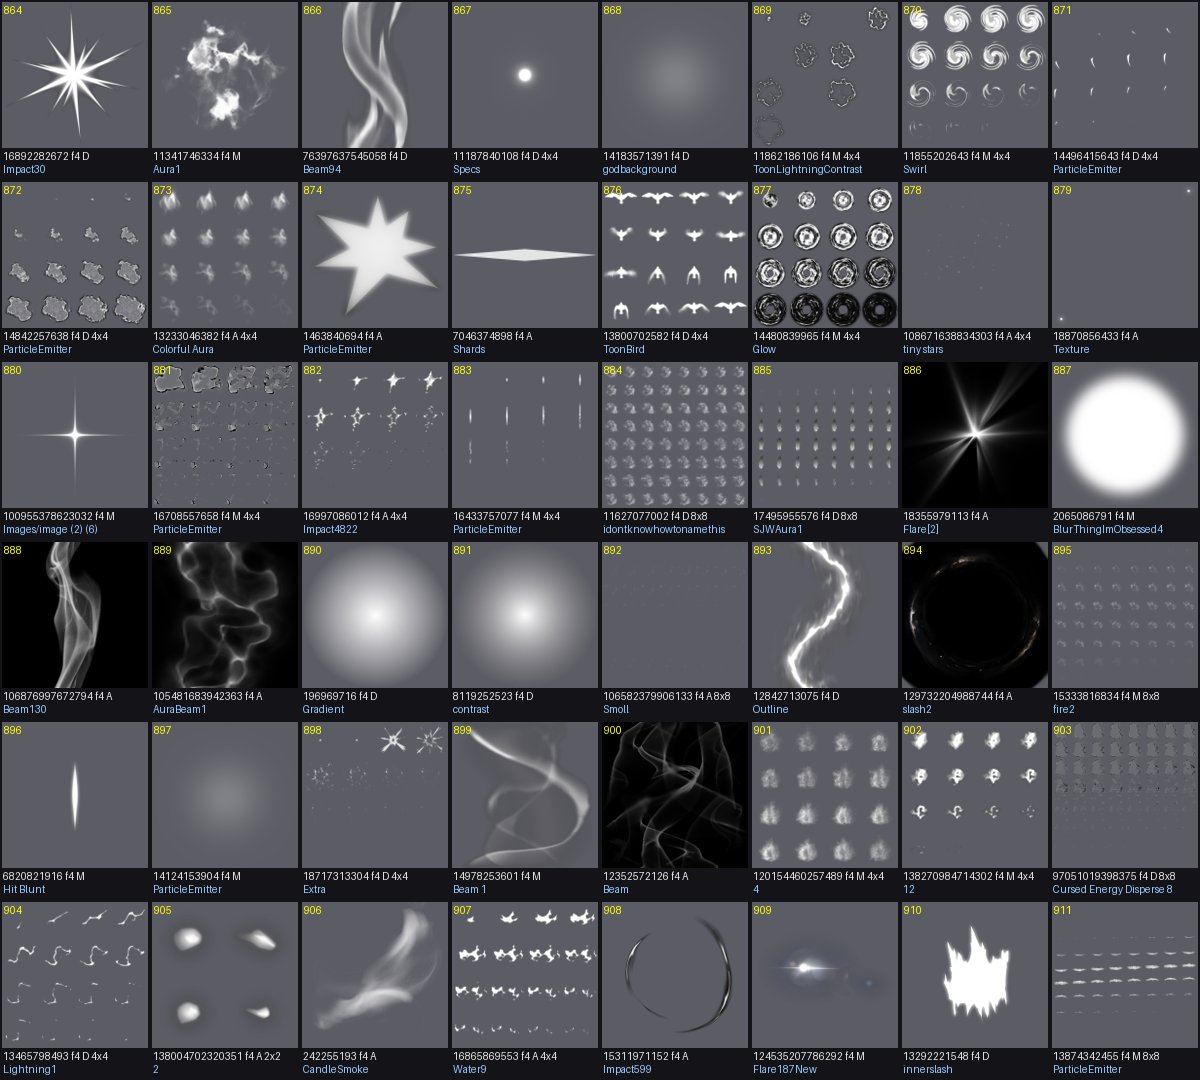 864 865 866 867 868 869 870 871
16892282672 f4 D 11341746334 f4 M 76397637545058 f4 D 11187840108 f4 D 4x4 14183571391 f4 D 11862186106 f4 M 4x4 11855202643 f4 M 4x4 14496415643 f4 D 4x4
Impact30 Aura1 Beam94 Specs godbackground ToonLightningContrast Swirl ParticleEmitter
872 873 874 875 876 877 878 879
14842257638 f4 D 4x4 13233046382 f4 A 4x4 1463840694 f4 A 7046374898 f4 A 13800702582 f4 D 4x4 14480839965 f4 M 4x4 108671638834303 f4 A 4x4 18870856433 f4 A
ParticleEmitter Colorful Aura ParticleEmitter Shards ToonBird Glow tinystars Texture
880 881 882 883 884 885 886 887
100955378623032 f4 M 16708557658 f4 M 4x4 16997086012 f4 A 4x4 16433757077 f4 M 4x4 11627077002 f4 D 8x8 17495955576 f4 D 8x8 18355979113 f4 A 2065086791 f4 M
Images/image (2) (6) ParticleEmitter Impact4822 ParticleEmitter idontknowhowtonamethis SJWAura1 Flare[2] BlurThingImObsessed4
888 889 890 891 892 893 894 895
106876997672794 f4 A 105481683942363 f4 A 196969716 f4 D 8119252523 f4 D 106582379906133 f4 A 8x8 12842713075 f4 D 129732204988744 f4 A 15333816834 f4 M 8x8
Beam130 AuraBeam1 Gradient contrast Smoll Outline slash2 fire2
896 897 898 899 900 901 902 903
6820821916 f4 M 14124153904 f4 M 18717313304 f4 D 4x4 14978253601 f4 M 12352572126 f4 A 120154460257489 f4 M 4x4 138270984714302 f4 M 4x4 97051019398375 f4 D 8x8
Hit Blunt ParticleEmitter Extra Beam 1 Beam 4 12 Cursed Energy Disperse 8
904 905 906 907 908 909 910 911
13465798493 f4 D 4x4 138004702320351 f4 A 2x2 242255193 f4 A 16865869553 f4 A 4x4 15311971152 f4 A 124535207786292 f4 M 13292221548 f4 D 13874342455 f4 M 8x8
Lightning1 2 CandleSmoke Water9 Impact599 Flare187New innerslash ParticleEmitter